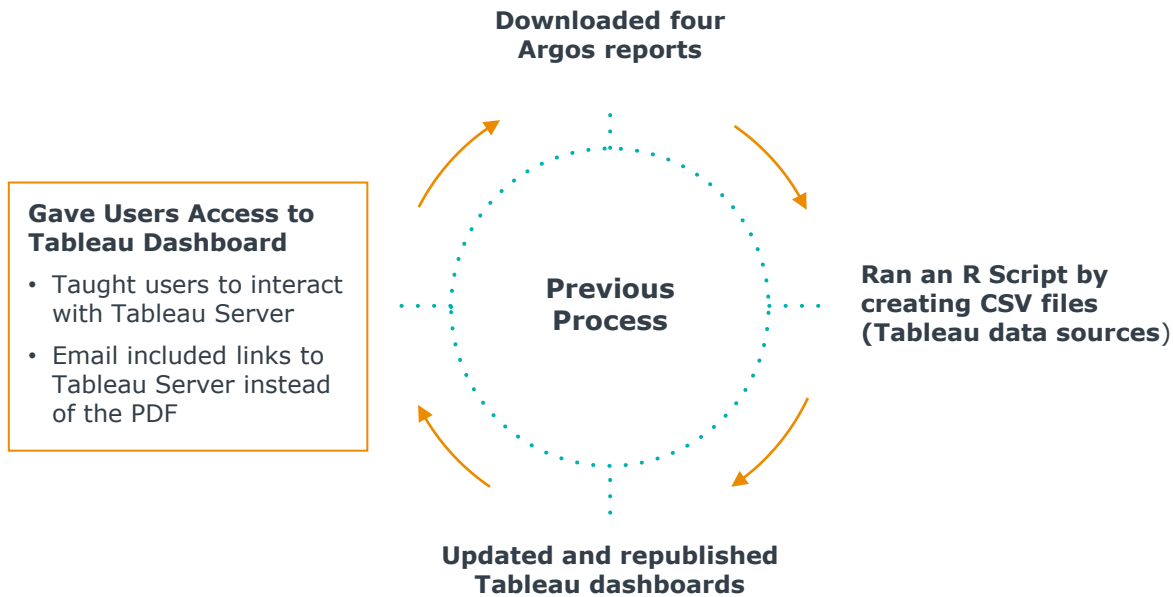 Downloaded four
Argos reports
Gave Users Access to
Tableau Dashboard
• Taught users to interact
with Tableau Server
• Email included links to
Tableau Server instead
of the PDF
Previous
Process
Ran an R Script by
creating CSV files
(Tableau data sources)
Updated and republished
Tableau dashboards